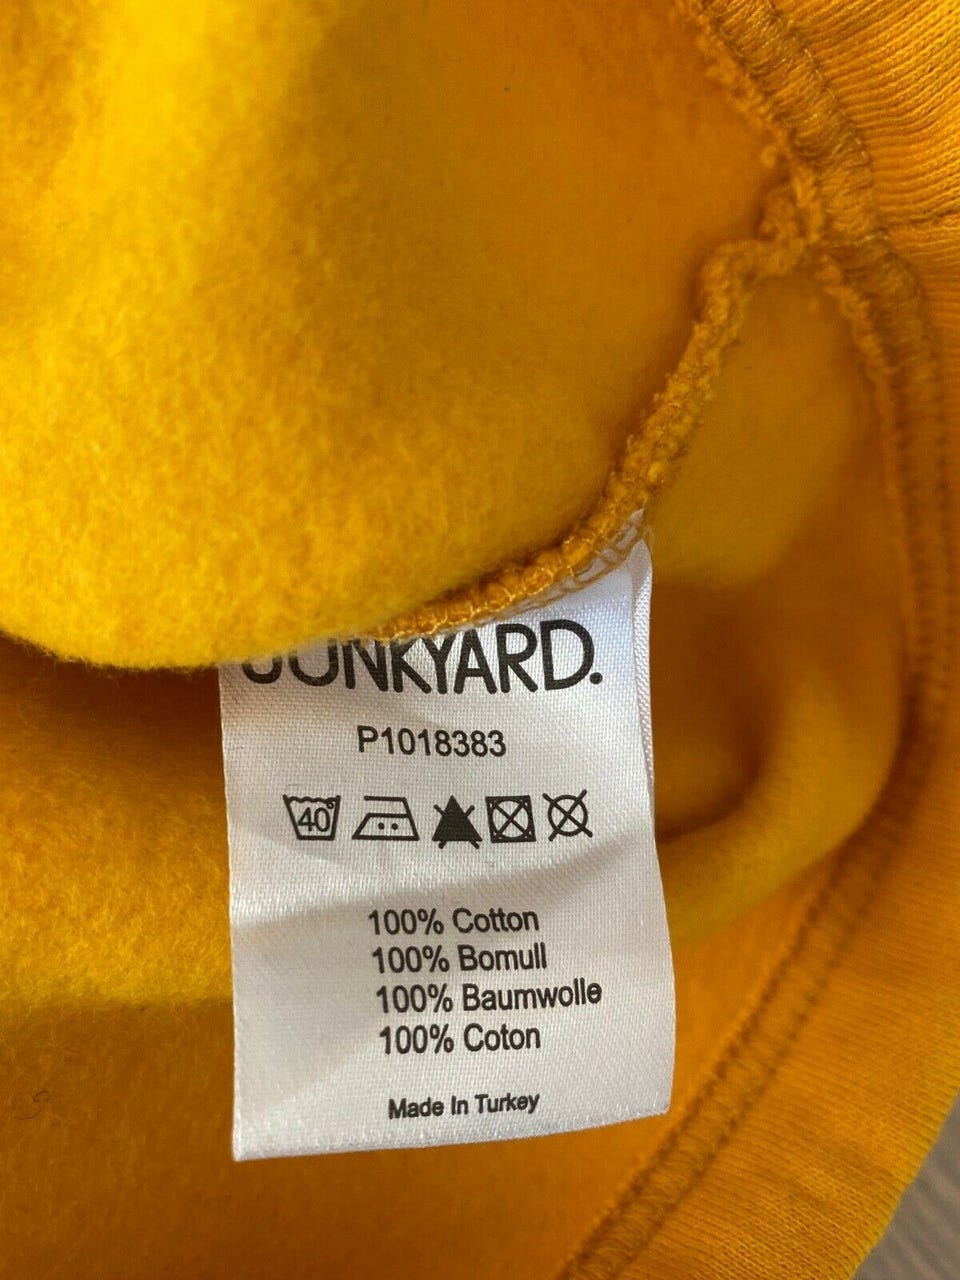 JUNKYARD.
P1018383
40°
100% Cotton
100% Bomull
100% Baumwolle
100% Coton
Made In Turkey